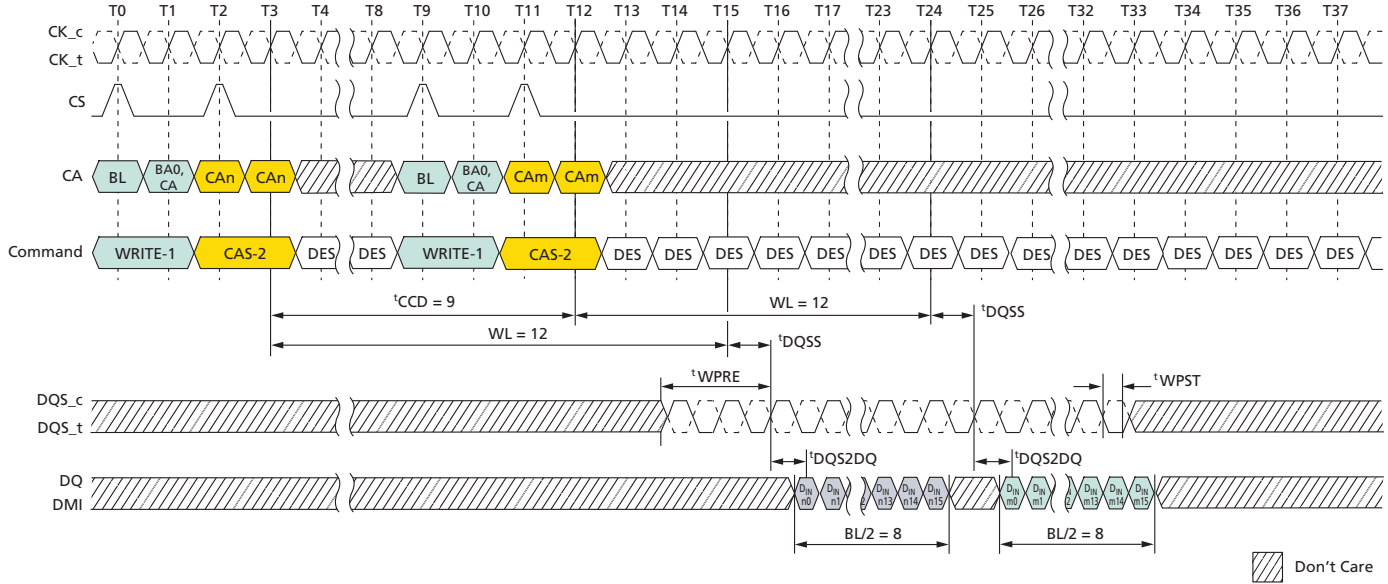 T0 T1 T2 T3 T4 T8 T9 T10 T11 T12 T13 T14 T15 T16 T17 T23 T24 T25 T26 T32 T33 T34 T35 T36 T37
CK_c
CK_t
CS
CA BL BA0, CA CAn CAn BL BA0, CA CAm CAm
Command WRITE-1 CAS-2 DES DES WRITE-1 CAS-2 DES DES DES DES DES DES DES DES DES DES DES DES DES DES DES
tCCD = 9 WL = 12 tDQSS
WL = 12 tDQSS
tWPRE tWPST
DQS_c
DQS_t
tDQS2DQ tDQS2DQ
DQ
DMI
DIN n0 DIN n1 DIN n13 DIN n14 DIN n15 DIN m0 DIN m1 DIN m13 DIN m14 DIN m15
BL/2 = 8 BL/2 = 8
Don't Care